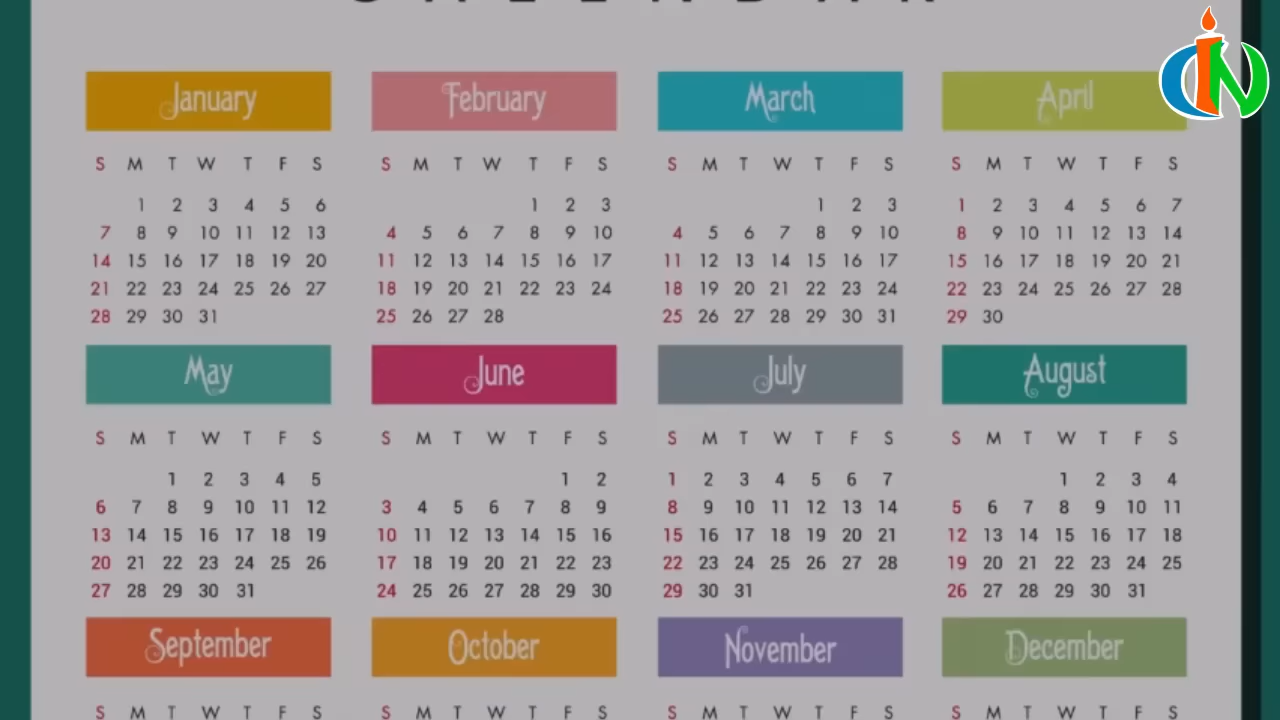 CALENDAR
January February March April
S M T W T F S S M T W T F S S M T W T F S S M T W T F S
1 2 3 4 5 6 1 2 3 1 2 3 1 2 3 4 5 6 7
7 8 9 10 11 12 13 4 5 6 7 8 9 10 4 5 6 7 8 9 10 8 9 10 11 12 13 14
14 15 16 17 18 19 20 11 12 13 14 15 16 17 11 12 13 14 15 16 17 15 16 17 18 19 20 21
21 22 23 24 25 26 27 18 19 20 21 22 23 24 18 19 20 21 22 23 24 22 23 24 25 26 27 28
28 29 30 31 25 26 27 28 25 26 27 28 29 30 31 29 30
May June July August
S M T W T F S S M T W T F S S M T W T F S S M T W T F S
1 2 3 4 5 1 2 1 2 3 4 5 6 7 1 2 3 4
6 7 8 9 10 11 12 3 4 5 6 7 8 9 8 9 10 11 12 13 14 5 6 7 8 9 10 11
13 14 15 16 17 18 19 10 11 12 13 14 15 16 15 16 17 18 19 20 21 12 13 14 15 16 17 18
20 21 22 23 24 25 26 17 18 19 20 21 22 23 22 23 24 25 26 27 28 19 20 21 22 23 24 25
27 28 29 30 31 24 25 26 27 28 29 30 29 30 31 26 27 28 29 30 31
September October November December
S M T W T F S S M T W T F S S M T W T F S S M T W T F S